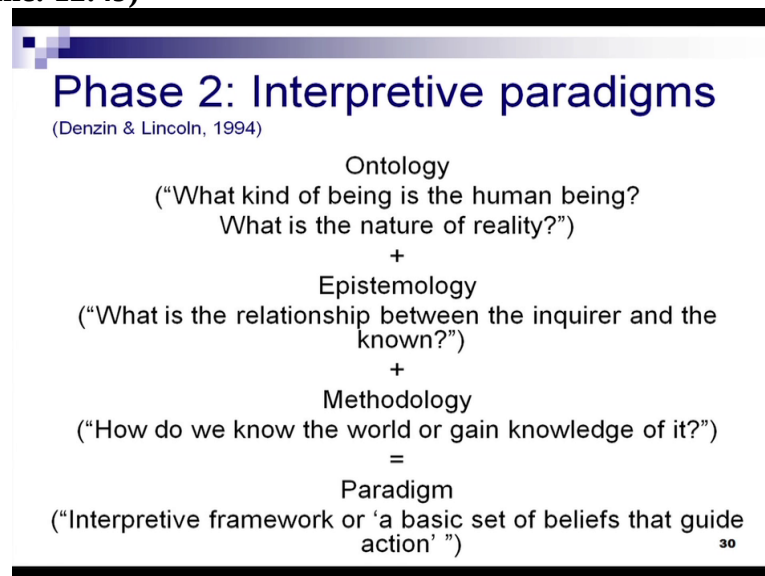 Phase 2: Interpretive paradigms
(Denzin & Lincoln, 1994)
Ontology
(“What kind of being is the human being?
What is the nature of reality?”)
+
Epistemology
(“What is the relationship between the inquirer and the
known?”)
+
Methodology
(“How do we know the world or gain knowledge of it?”)
=
Paradigm
(“Interpretive framework or ‘a basic set of beliefs that guide
action’ ”)
30